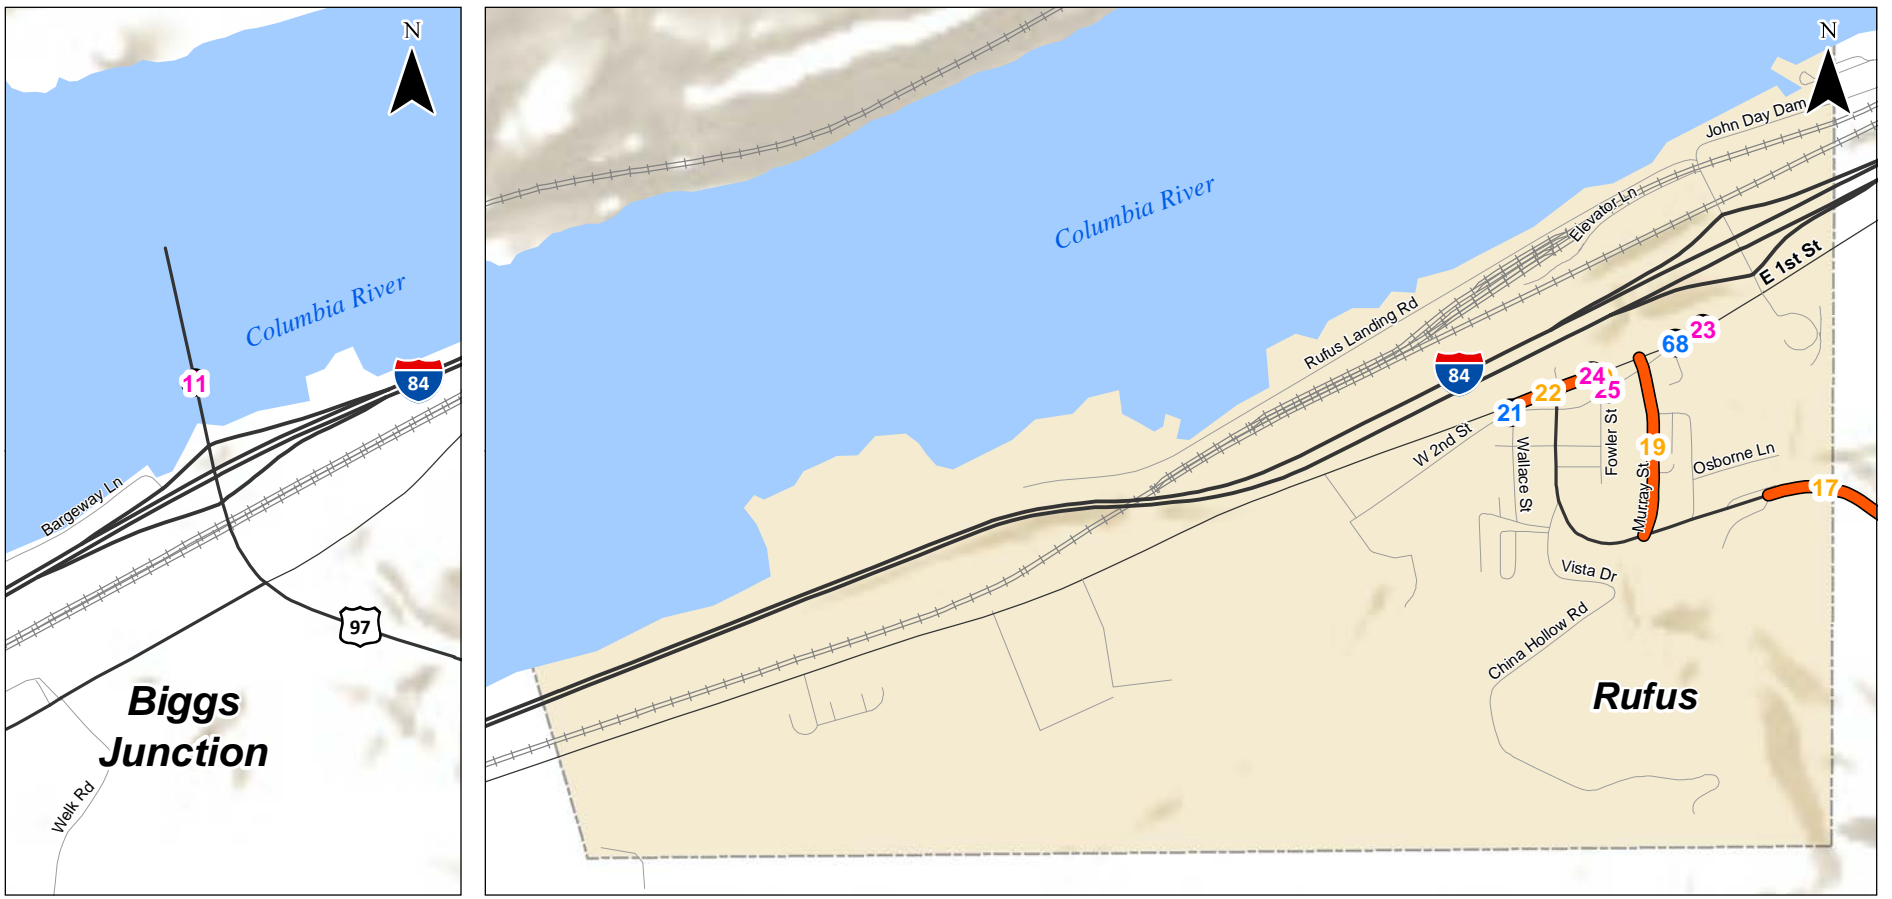 N
Columbia River
11
84
Bargeway Ln
97
Biggs
Junction
Welk Rd
N
John Day Dam
Columbia River
Elevator Ln
E 1st St
Rufus Landing Rd
23
68
84
24
25
22
21
W 2nd St
Wallace St
Fowler St
19
Murray St
Osborne Ln
17
Vista Dr
China Hollow Rd
Rufus